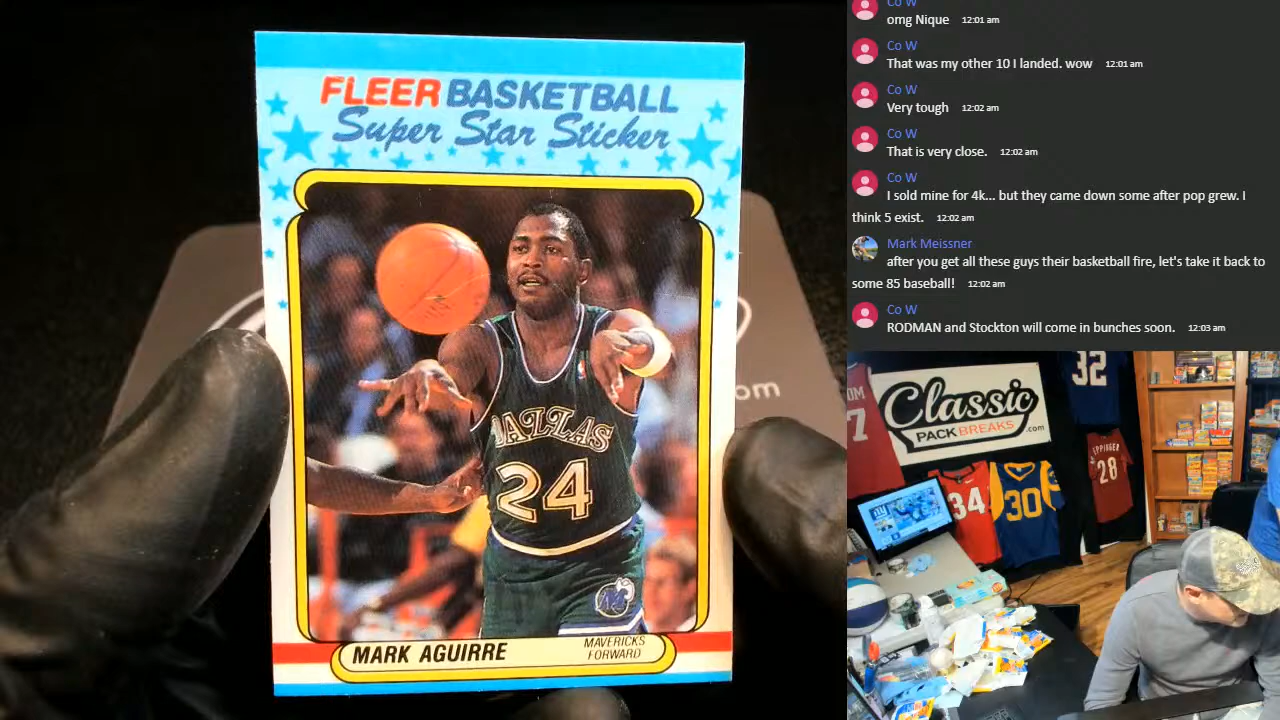 FLEER BASKETBALL
Super Star Sticker
DALLAS
24
MARK AGUIRRE
MAVERICKS
FORWARD
om
Co W
omg Nique 12:01 am
Co W
That was my other 10 I landed. wow 12:01 am
Co W
Very tough 12:02 am
Co W
That is very close. 12:02 am
Co W
I sold mine for 4k... but they came down some after pop grew. I
think 5 exist. 12:02 am
Mark Meissner
after you get all these guys their basketball fire, let's take it back to
some 85 baseball! 12:02 am
Co W
RODMAN and Stockton will come in bunches soon. 12:03 am
32
OM
7
Classic
PACK BREAKS.com
34
30
28